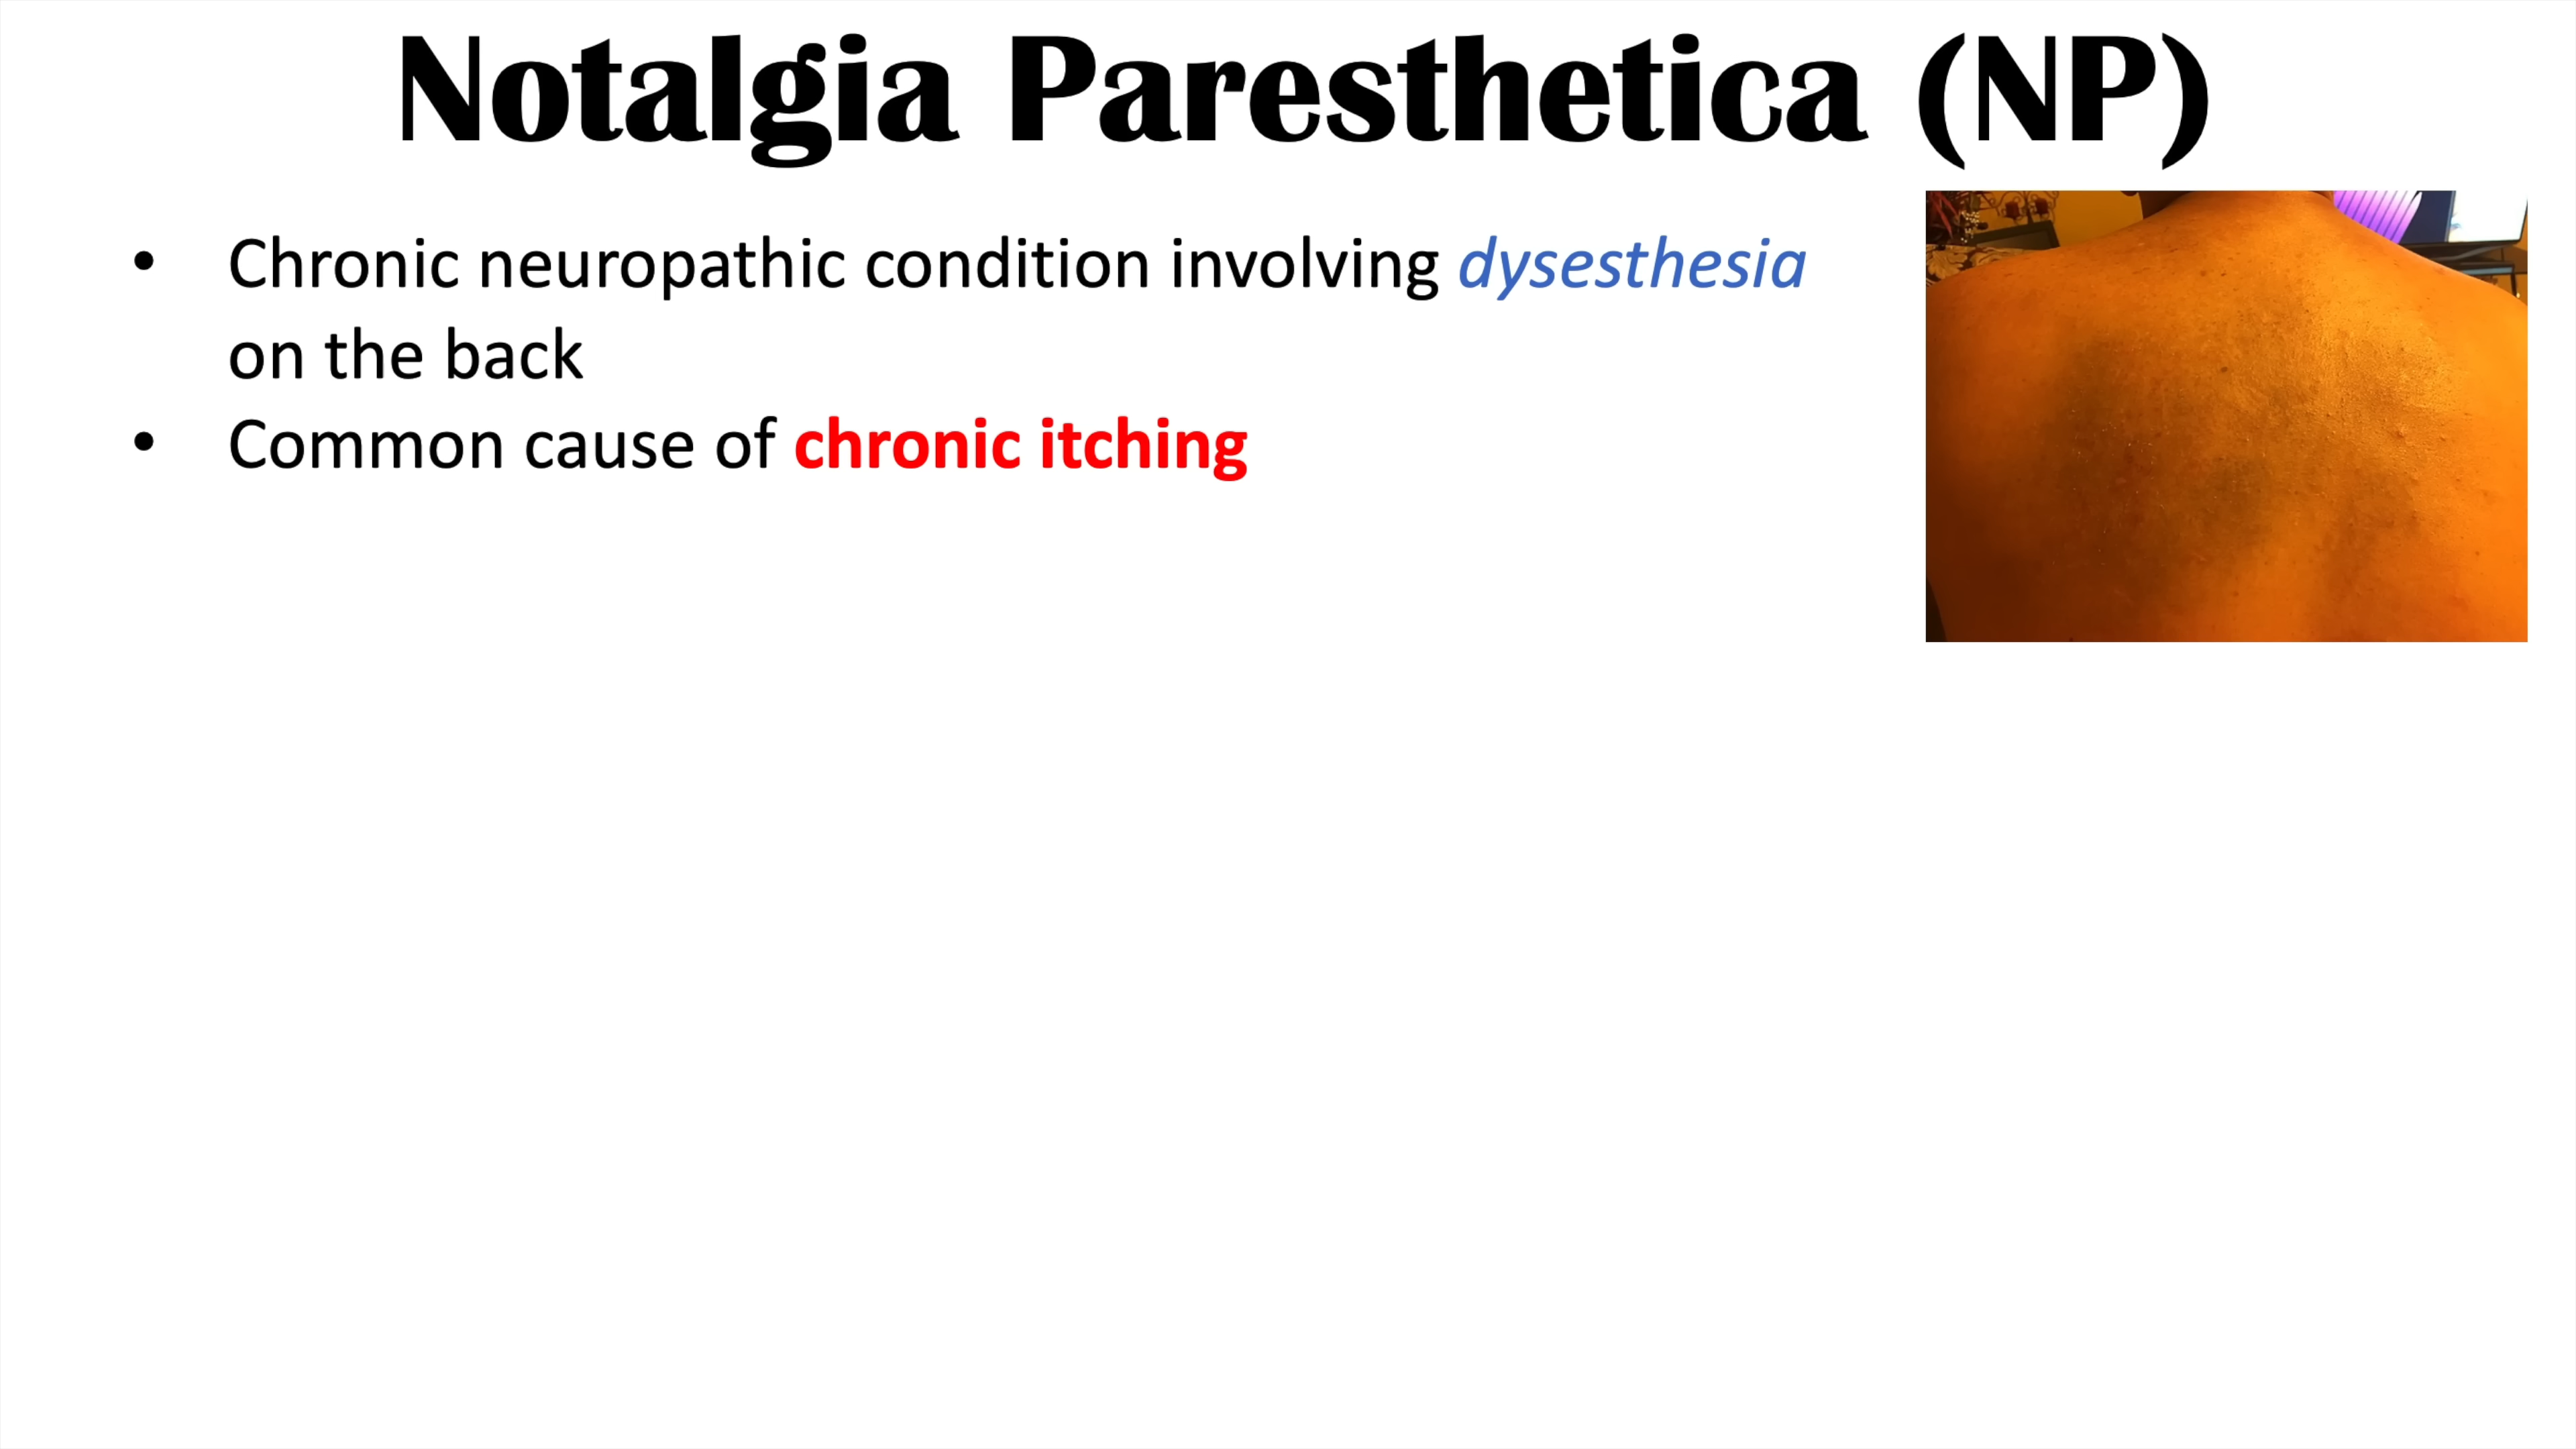 Notalgia Paresthetica (NP)
• Chronic neuropathic condition involving dysesthesia
on the back
• Common cause of chronic itching